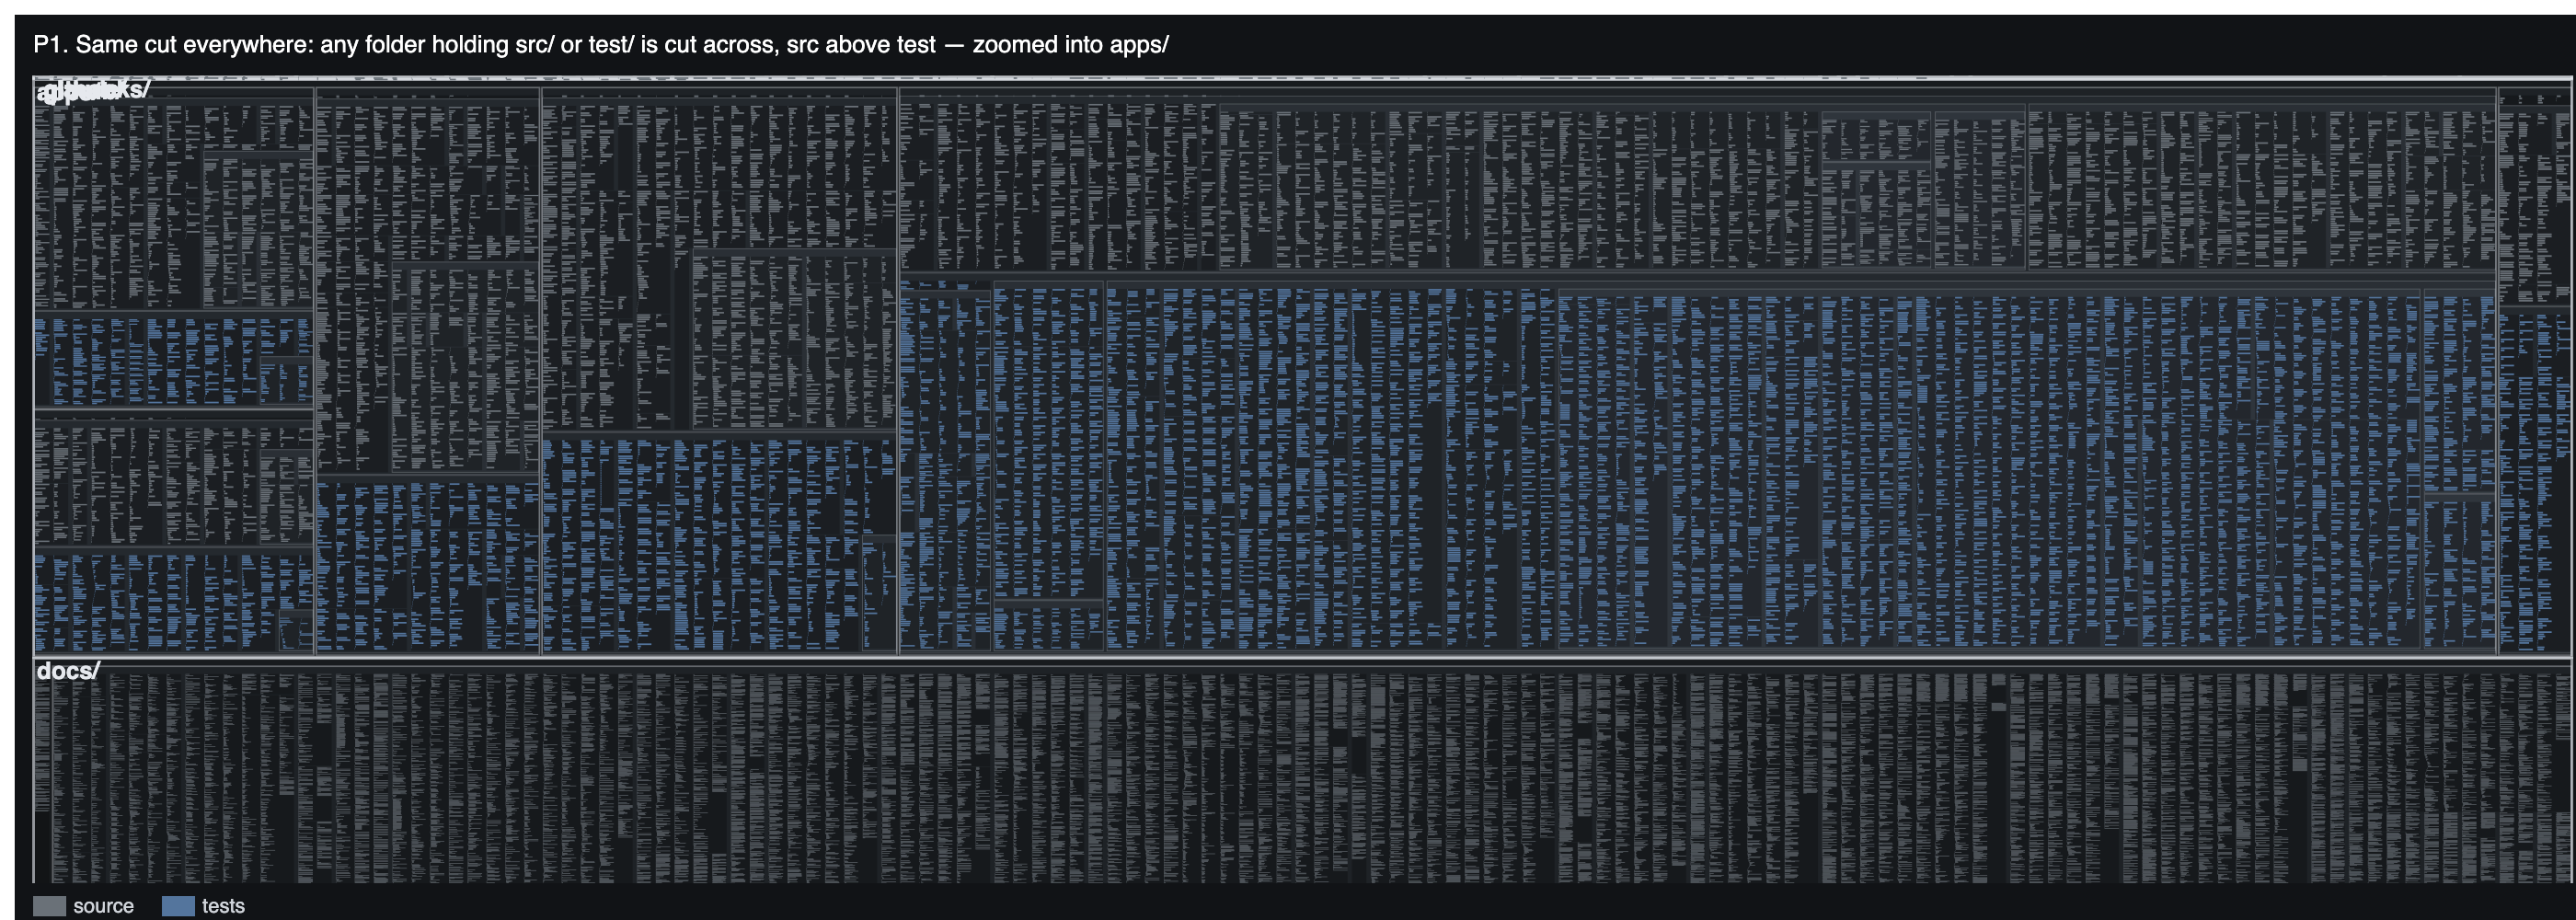 P1. Same cut everywhere: any folder holding src/ or test/ is cut across, src above test — zoomed into apps/
docs/
source
tests